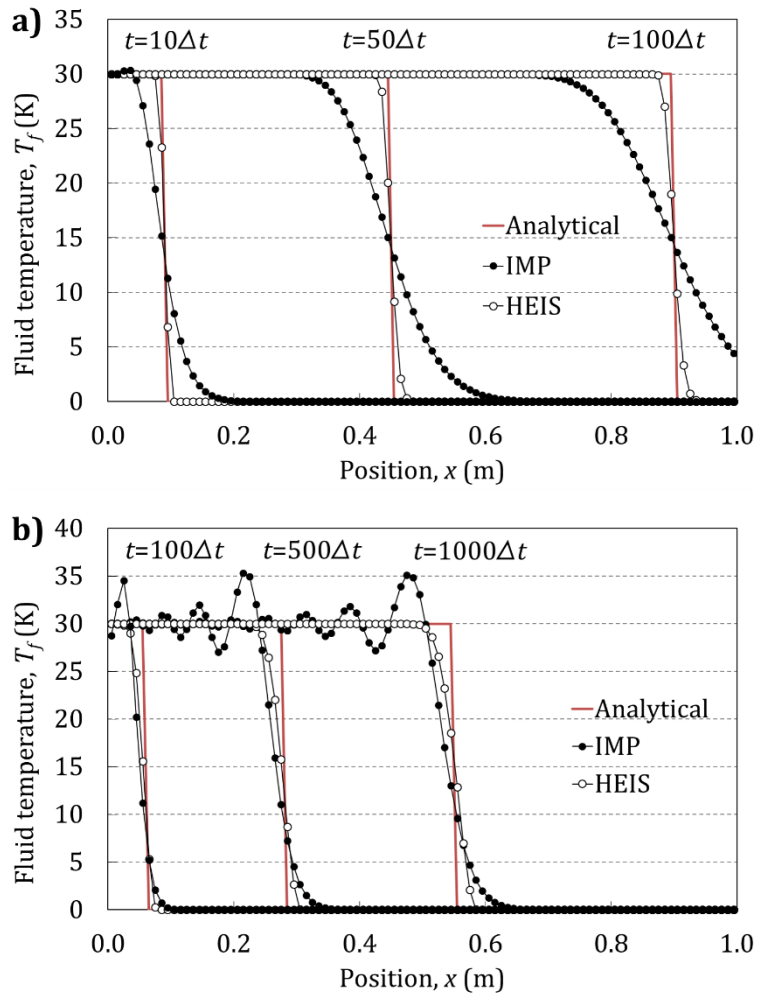 a)
t=10Δt
t=50Δt
t=100Δt
35
30
25
20
15
10
5
0
Fluid temperature, T_f (K)
Analytical
IMP
HEIS
0.0
0.2
0.4
0.6
0.8
1.0
Position, x (m)
b)
t=100Δt
t=500Δt
t=1000Δt
40
35
30
25
20
15
10
5
0
Fluid temperature, T_f (K)
Analytical
IMP
HEIS
0.0
0.2
0.4
0.6
0.8
1.0
Position, x (m)